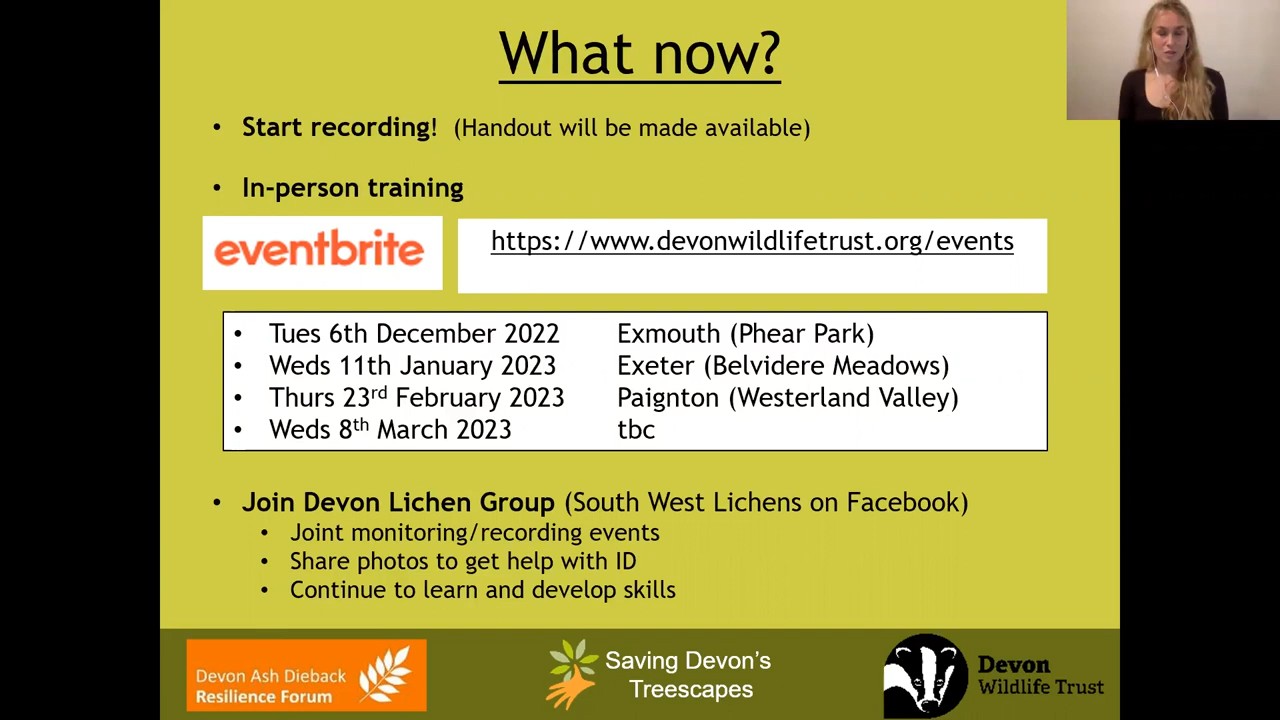 What now?
• Start recording! (Handout will be made available)
• In-person training
eventbrite
https://www.devonwildlifetrust.org/events
• Tues 6th December 2022 Exmouth (Phear Park)
• Weds 11th January 2023 Exeter (Belvidere Meadows)
• Thurs 23rd February 2023 Paignton (Westerland Valley)
• Weds 8th March 2023 tbc
• Join Devon Lichen Group (South West Lichens on Facebook)
• Joint monitoring/recording events
• Share photos to get help with ID
• Continue to learn and develop skills
Devon Ash Dieback
Resilience Forum
Saving Devon's
Treescapes
Devon
Wildlife Trust